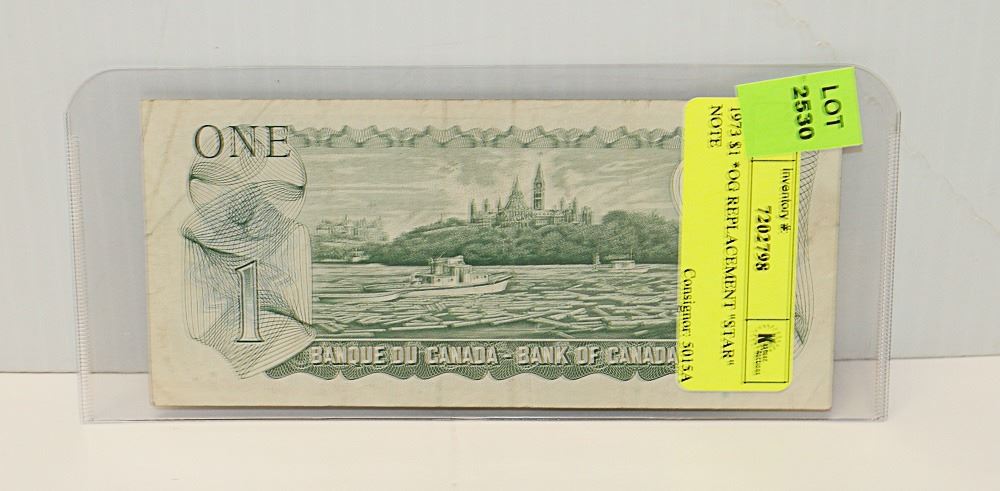 ONE
1
BANQUE DU CANADA - BANK OF CANADA
LOT
2530
Inventory #:
7202798
1973 $1 *OG REPLACEMENT "STAR"
NOTE
Consignor: 5015A